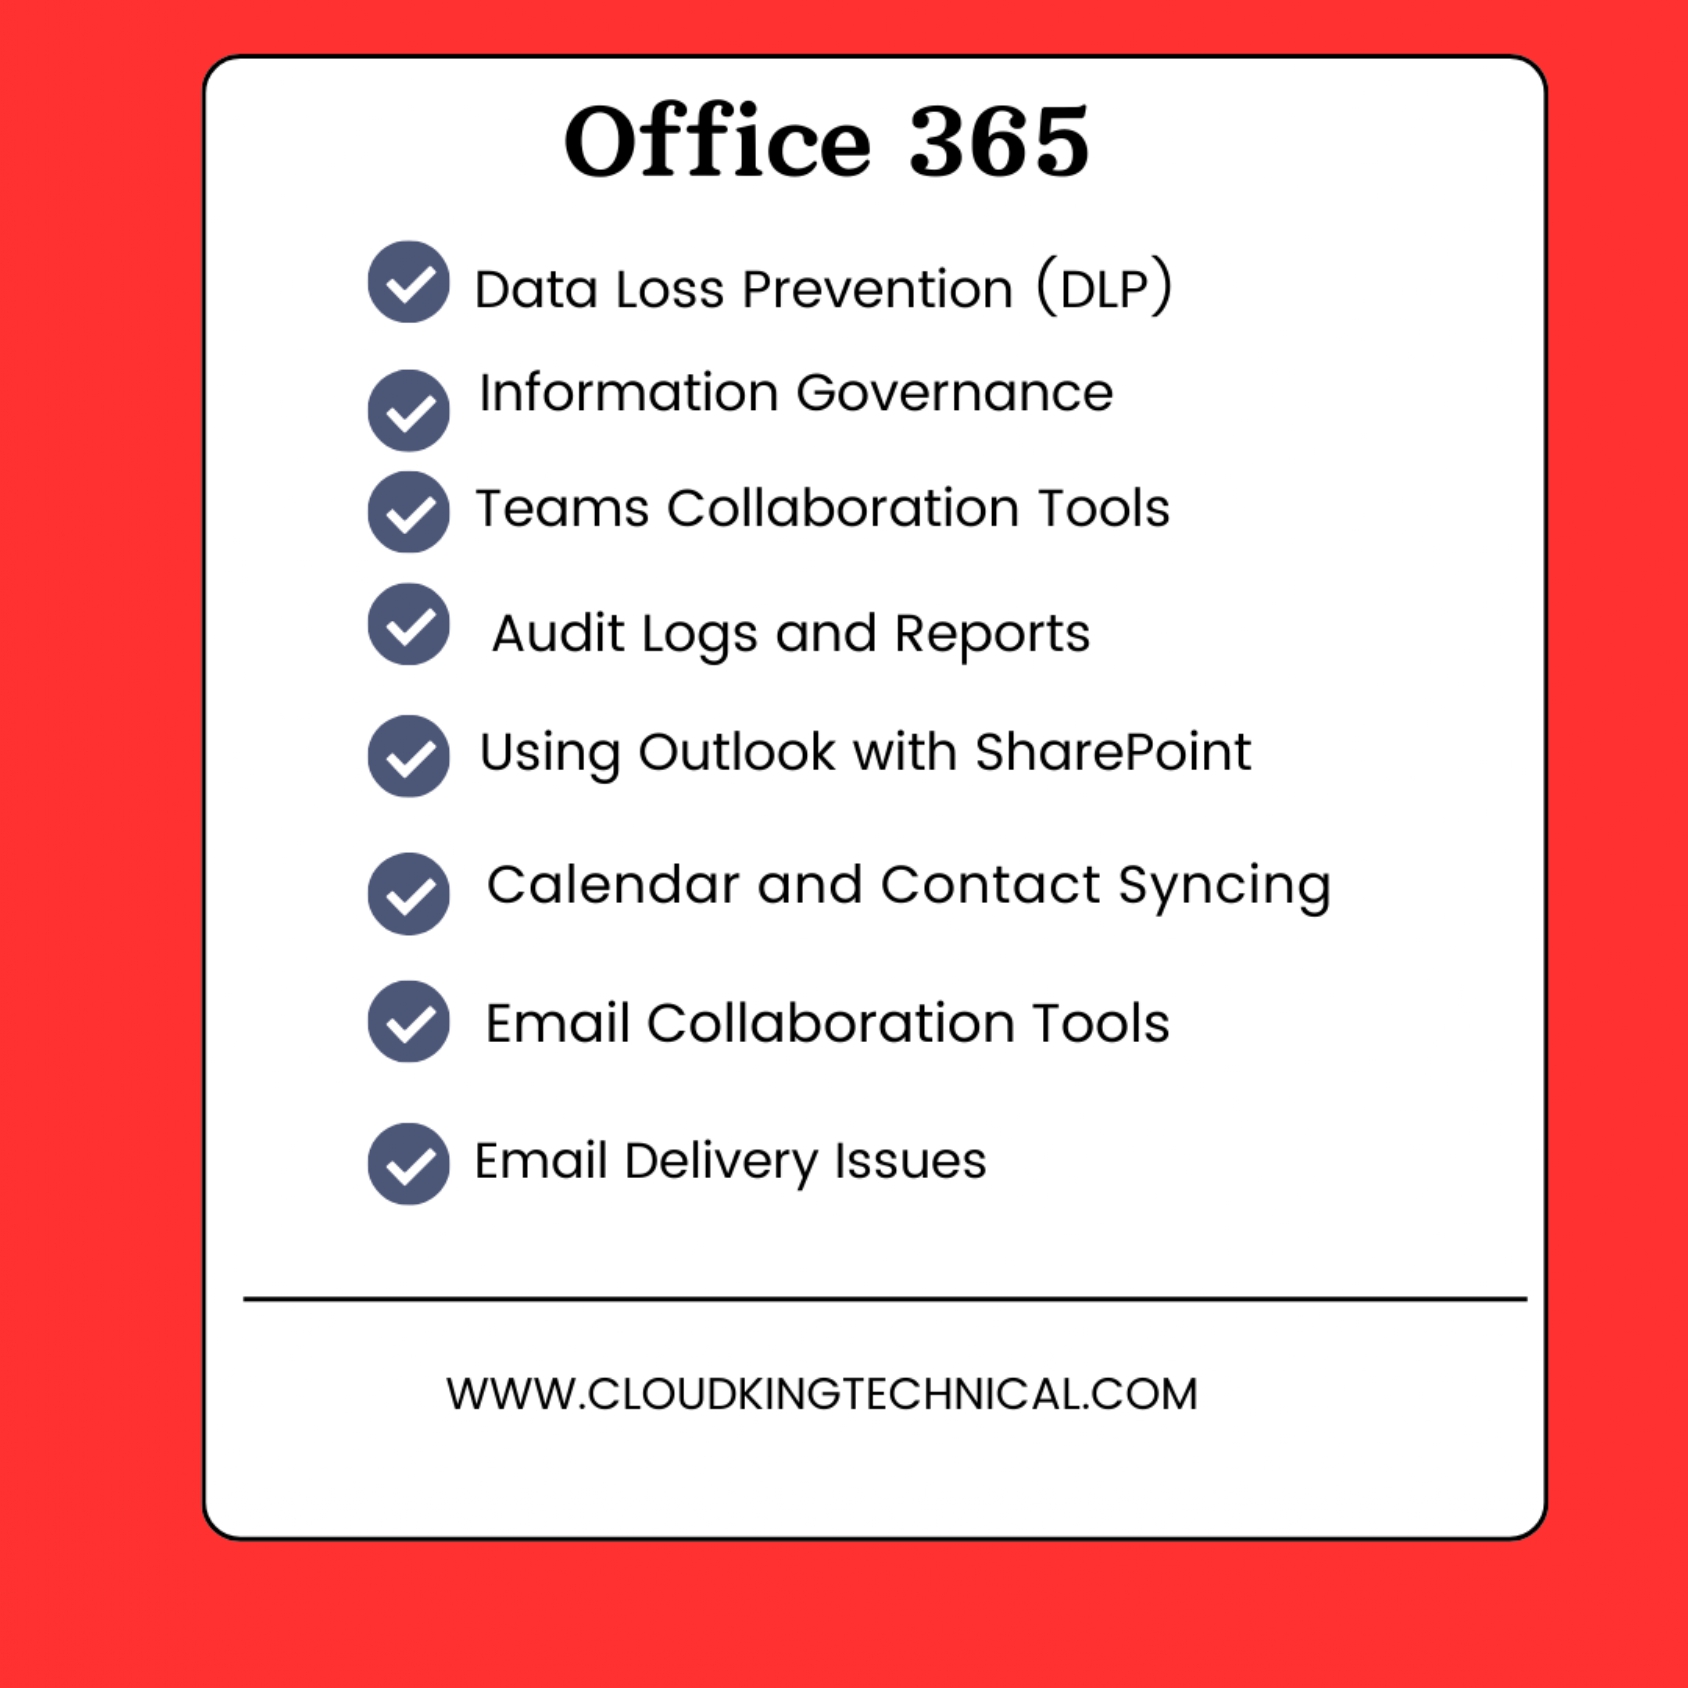 Office 365
Data Loss Prevention (DLP)
Information Governance
Teams Collaboration Tools
Audit Logs and Reports
Using Outlook with SharePoint
Calendar and Contact Syncing
Email Collaboration Tools
Email Delivery Issues
WWW.CLOUDKINGTECHNICAL.COM